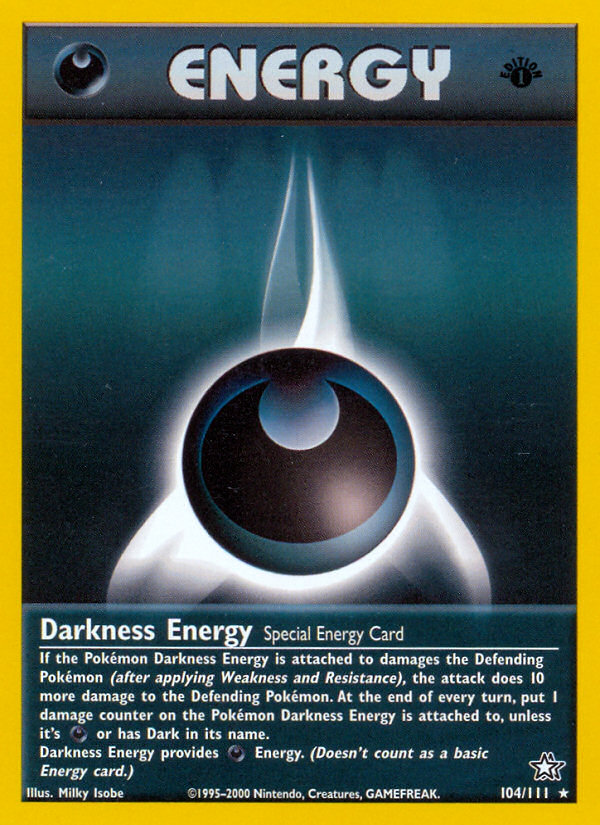 ENERGY
EDITION
1
Darkness Energy Special Energy Card
If the Pokémon Darkness Energy is attached to damages the Defending
Pokémon (after applying Weakness and Resistance), the attack does 10
more damage to the Defending Pokémon. At the end of every turn, put 1
damage counter on the Pokémon Darkness Energy is attached to, unless
it's or has Dark in its name.
Darkness Energy provides Energy. (Doesn't count as a basic
Energy card.)
Illus. Milky Isobe ©1995-2000 Nintendo, Creatures, GAMEFREAK. 104/111 ★